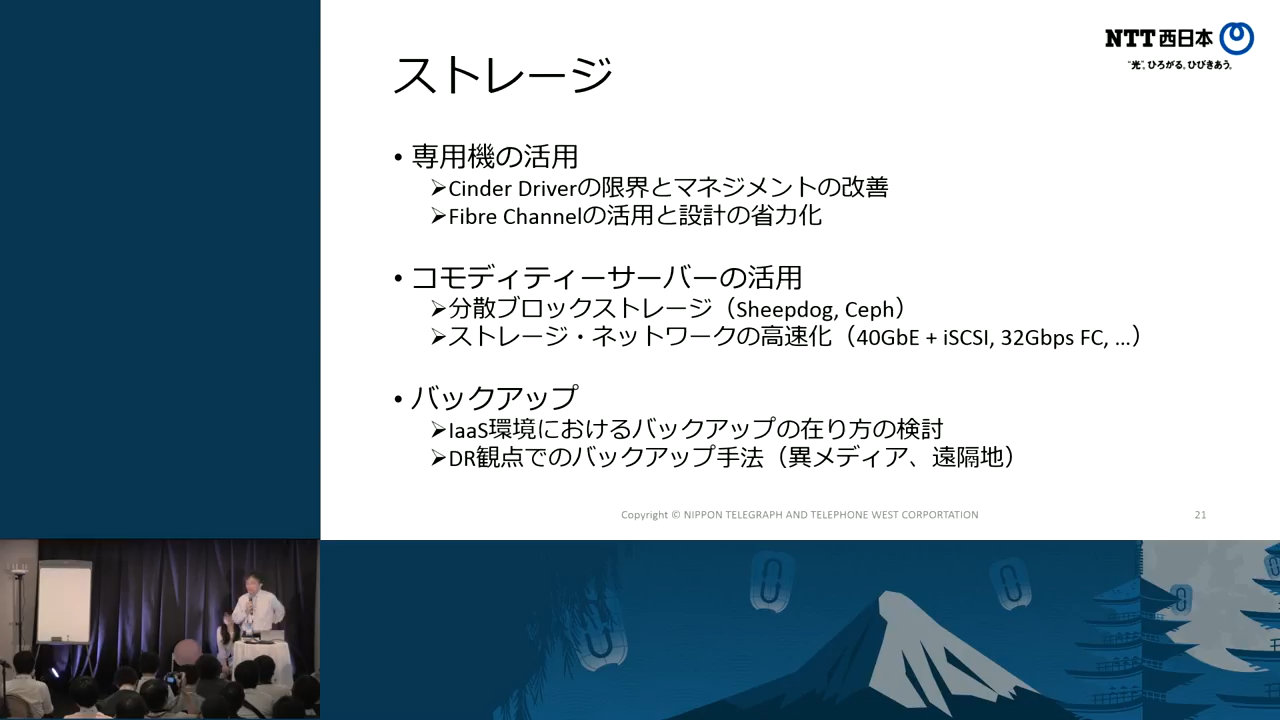 NTT西日本
“光”、ひろがる。ひびきあう。
ストレージ
• 専用機の活用
➢Cinder Driverの限界とマネジメントの改善
➢Fibre Channelの活用と設計の省力化
• コモディティーサーバーの活用
➢分散ブロックストレージ（Sheepdog, Ceph）
➢ストレージ・ネットワークの高速化（40GbE + iSCSI, 32Gbps FC, ...）
• バックアップ
➢IaaS環境におけるバックアップの在り方の検討
➢DR観点でのバックアップ手法（異メディア、遠隔地）
Copyright © NIPPON TELEGRAPH AND TELEPHONE WEST CORPORTATION
21